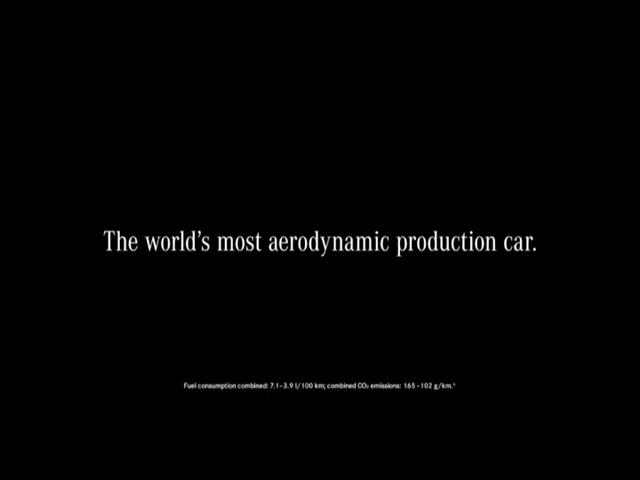 The world's most aerodynamic production car.
Fuel consumption combined: 7.1–3.9 l/100 km; combined CO₂ emissions: 165–102 g/km.*